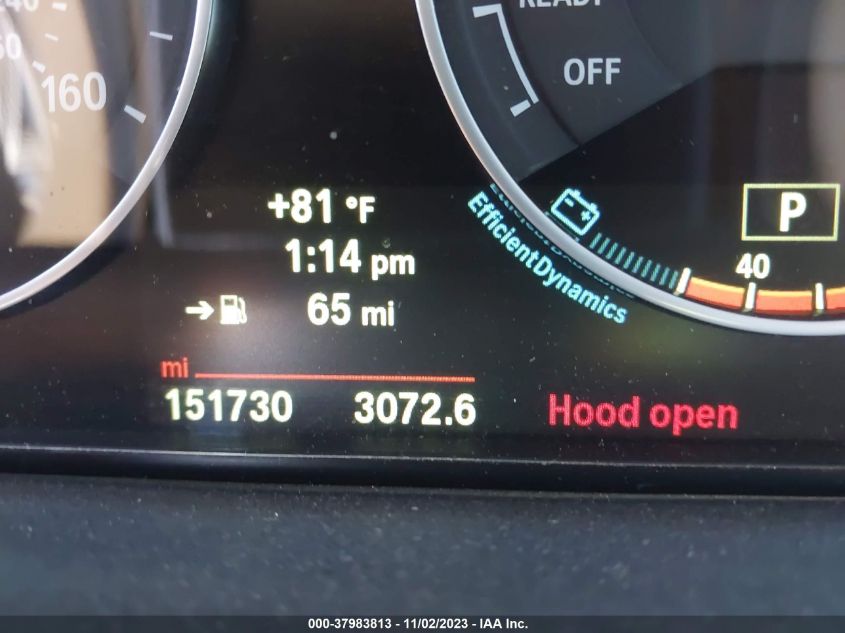 READY
OFF
160
+81 °F
1:14 pm
→ 65 mi
EfficientDynamics
P
40
mi
151730 3072.6
Hood open
000-37983813 - 11/02/2023 - IAA Inc.